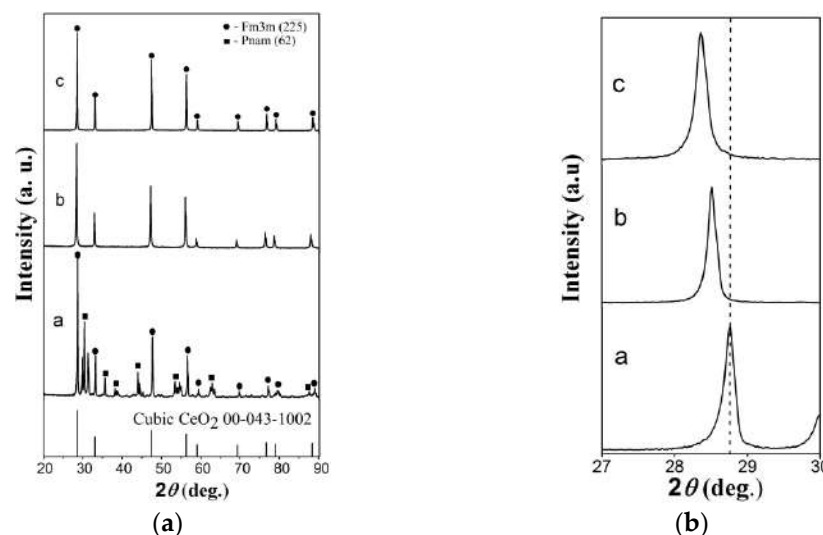 ● - Fm3m (225)
■ - Pnam (62)
c
b
a
Cubic CeO2 00-043-1002
20 30 40 50 60 70 80 90
2θ (deg.)
Intensity (a. u.)
(a)
c
b
a
27 28 29 30
2θ (deg.)
Intensity (a.u)
(b)